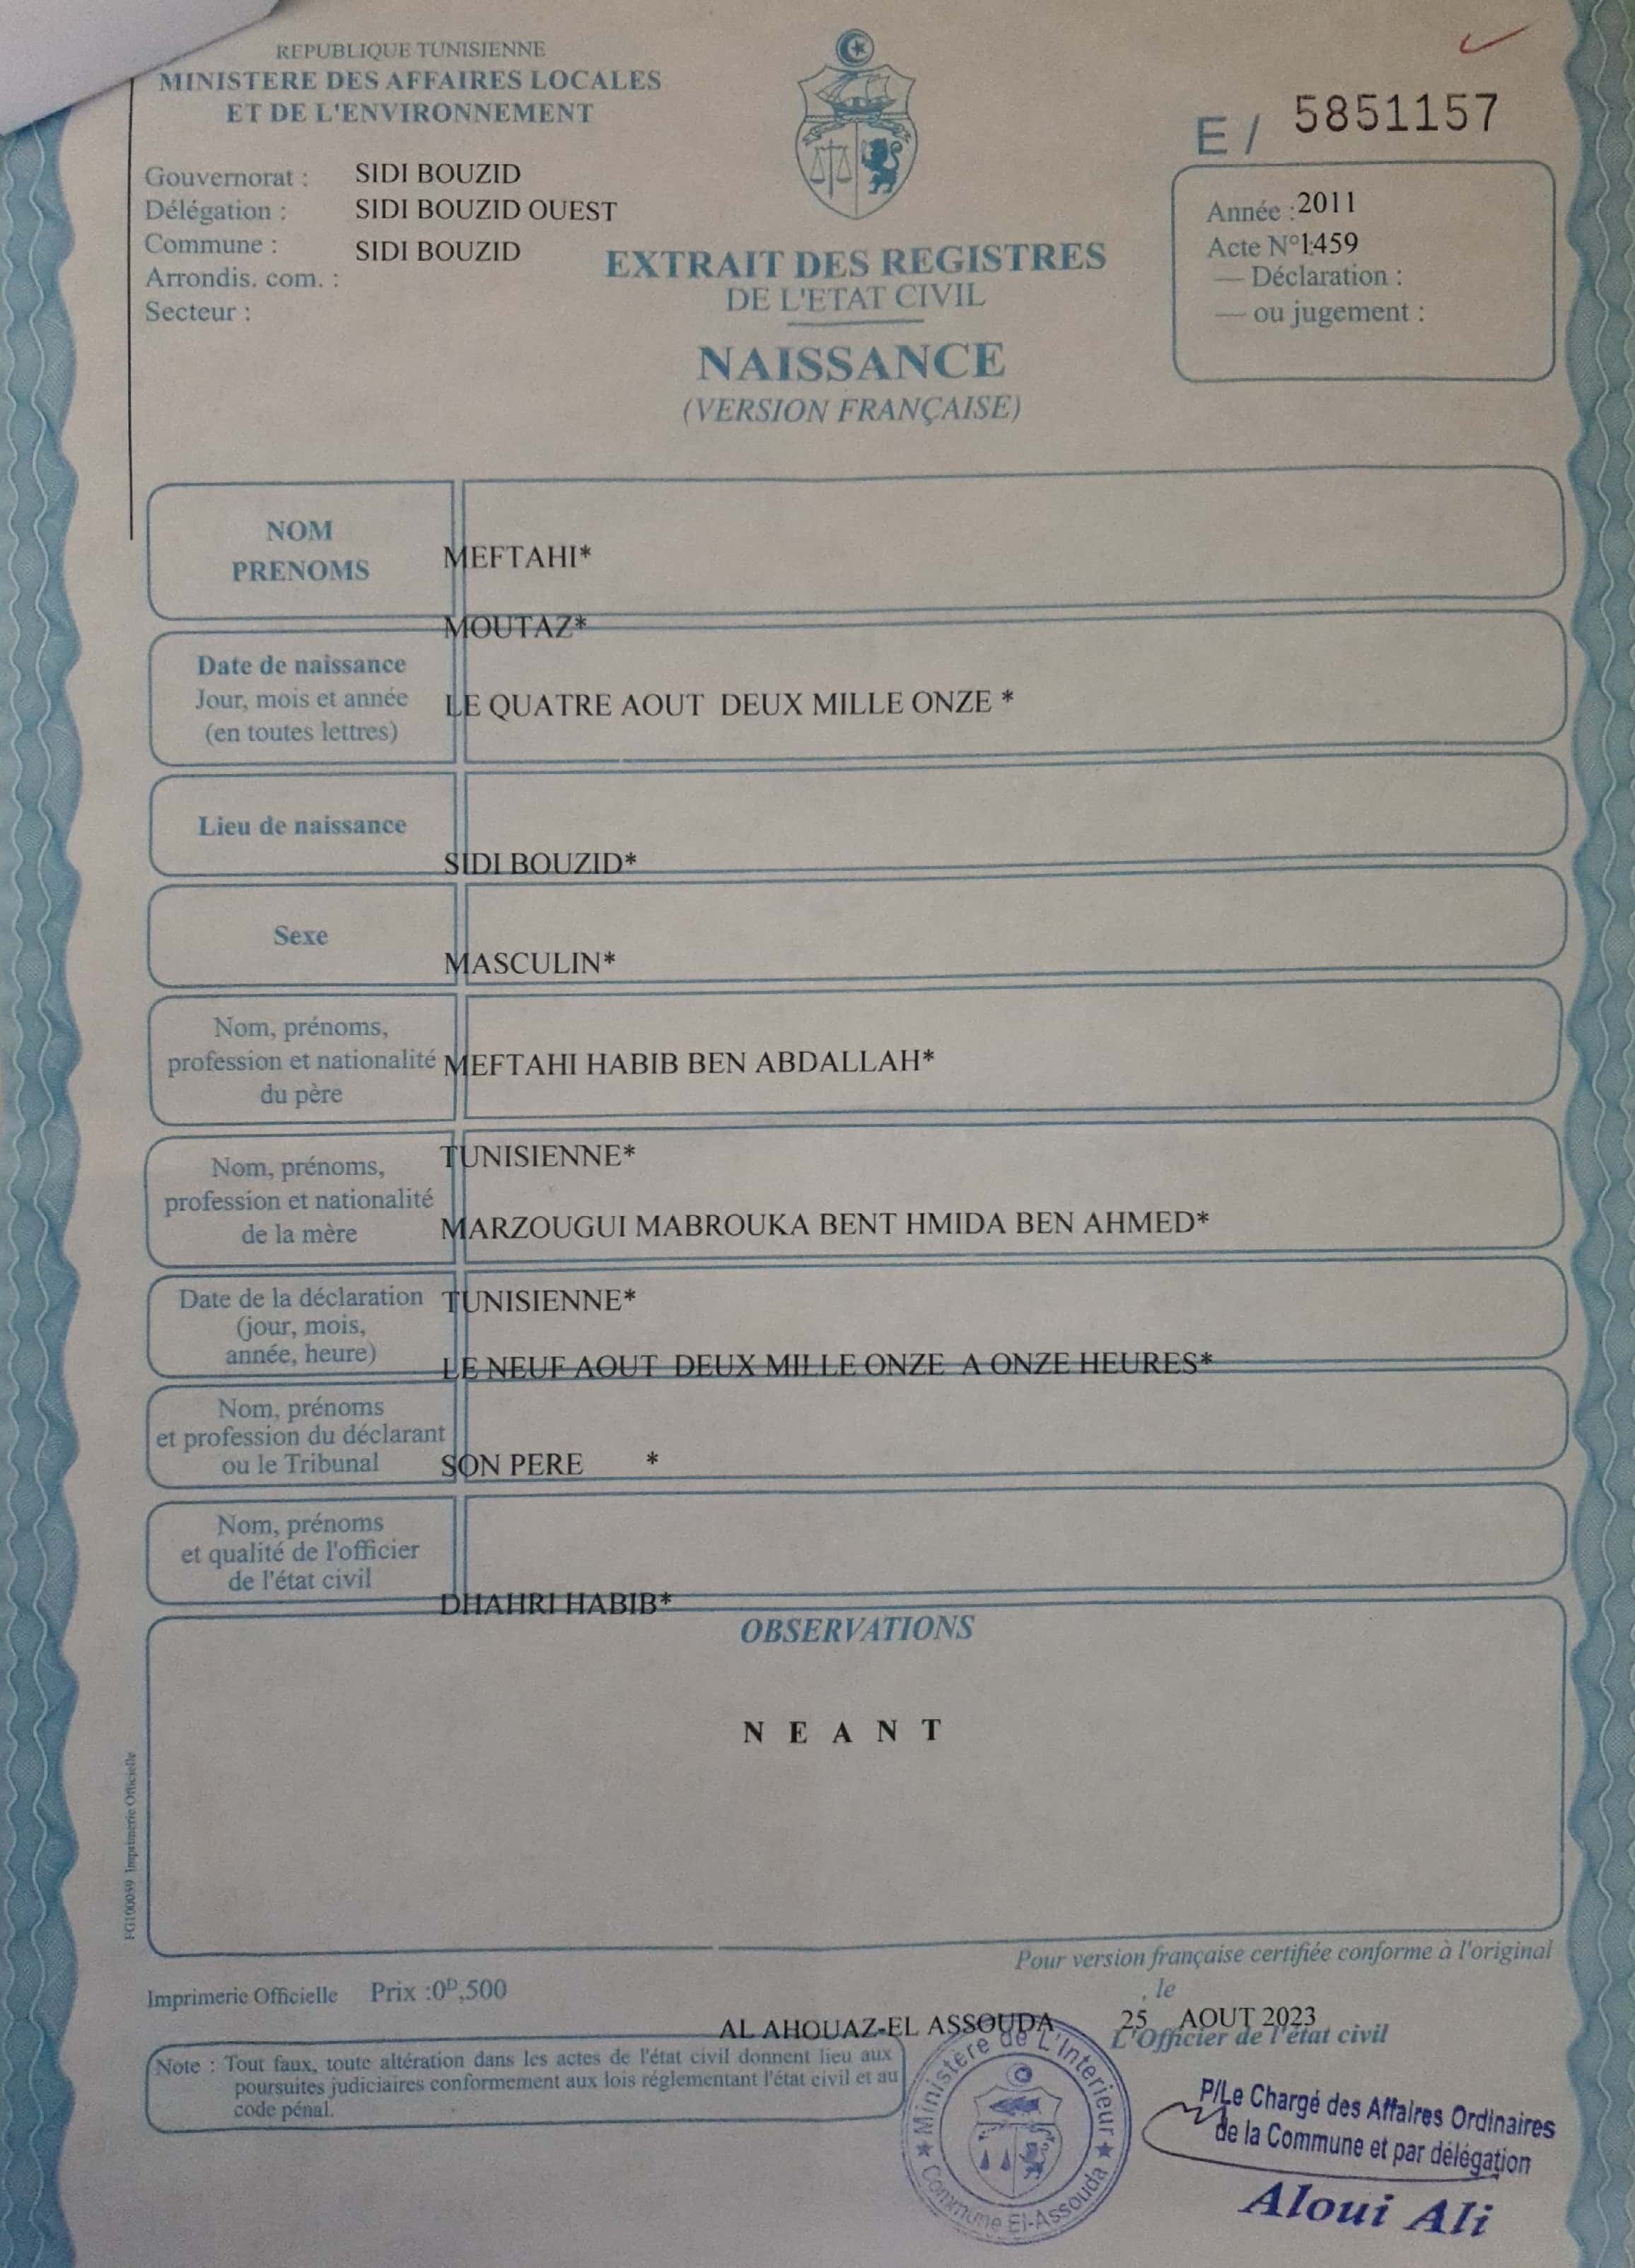 REPUBLIQUE TUNISIENNE
MINISTERE DES AFFAIRES LOCALES
ET DE L'ENVIRONNEMENT
Gouvernorat : SIDI BOUZID
Délégation : SIDI BOUZID OUEST
Commune : SIDI BOUZID
Arrondis. com. :
Secteur :
E / 5851157
Année : 2011
Acte N° 1459
— Déclaration :
— ou jugement :
EXTRAIT DES REGISTRES
DE L'ETAT CIVIL
NAISSANCE
(VERSION FRANÇAISE)
NOM
PRENOMS
MEFTAHI*
MOUTAZ*
Date de naissance
Jour, mois et année
(en toutes lettres)
LE QUATRE AOUT DEUX MILLE ONZE *
Lieu de naissance
SIDI BOUZID*
Sexe
MASCULIN*
Nom, prénoms,
profession et nationalité
du père
MEFTAHI HABIB BEN ABDALLAH*
TUNISIENNE*
Nom, prénoms,
profession et nationalité
de la mère
MARZOUGUI MABROUKA BENT HMIDA BEN AHMED*
TUNISIENNE*
Date de la déclaration
(jour, mois,
année, heure)
LE NEUF AOUT DEUX MILLE ONZE A ONZE HEURES*
Nom, prénoms
et profession du déclarant
ou le Tribunal
SON PERE *
Nom, prénoms
et qualité de l'officier
de l'état civil
DHAHRI HABIB*
OBSERVATIONS
N E A N T
FG100039 Imprimerie Officielle
Pour version française certifiée conforme à l'original
Imprimerie Officielle Prix :0D,500
, le
AL AHOUAZ-EL ASSOUDA 25 AOUT 2023
L'Officier de l'état civil
Note : Tout faux, toute altération dans les actes de l'état civil donnent lieu aux
poursuites judiciaires conformement aux lois réglementant l'état civil et au
code pénal.
Ministère de L'Interieur
Commune El-Assouda
P/Le Chargé des Affaires Ordinaires
de la Commune et par délégation
Aloui Ali